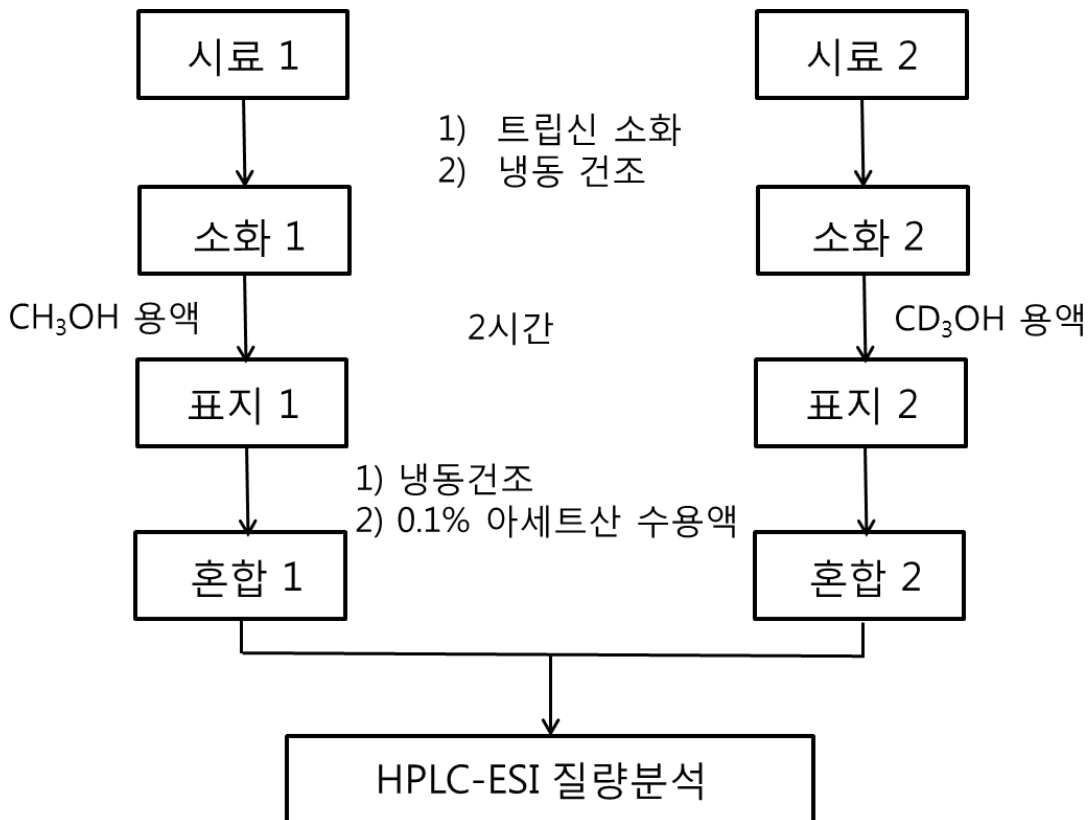 시료 1
시료 2
1) 트립신 소화
2) 냉동 건조
소화 1
소화 2
CH₃OH 용액
2시간
CD₃OH 용액
표지 1
표지 2
1) 냉동건조
2) 0.1% 아세트산 수용액
혼합 1
혼합 2
HPLC-ESI 질량분석